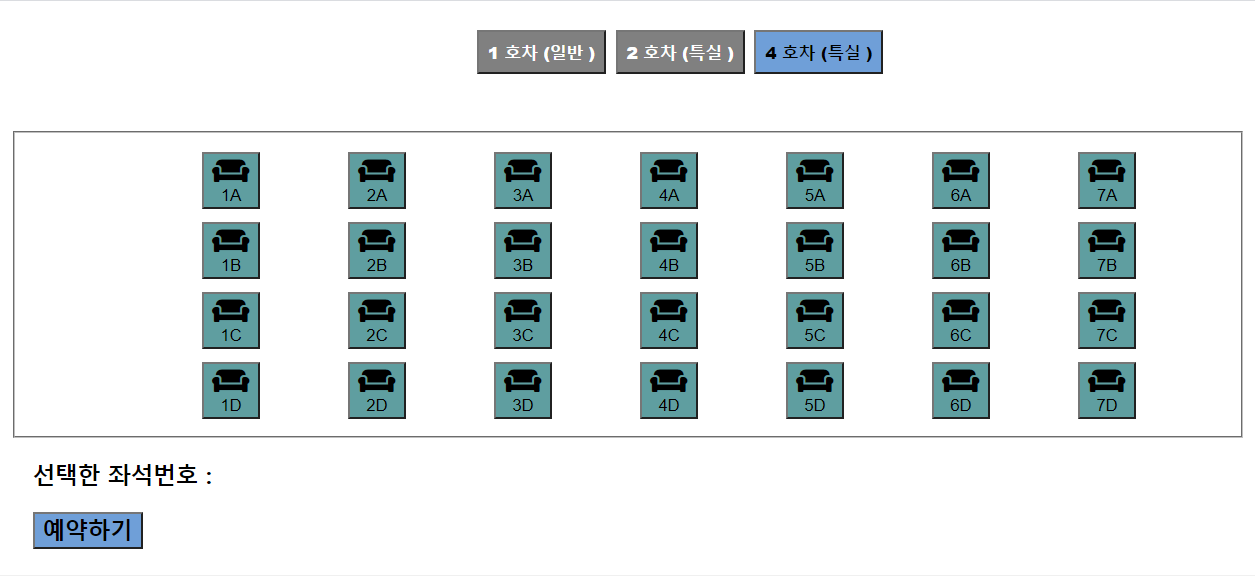 1 호차 (일반 ) 2 호차 (특실 ) 4 호차 (특실 )
1A 2A 3A 4A 5A 6A 7A
1B 2B 3B 4B 5B 6B 7B
1C 2C 3C 4C 5C 6C 7C
1D 2D 3D 4D 5D 6D 7D
선택한 좌석번호 :
예약하기